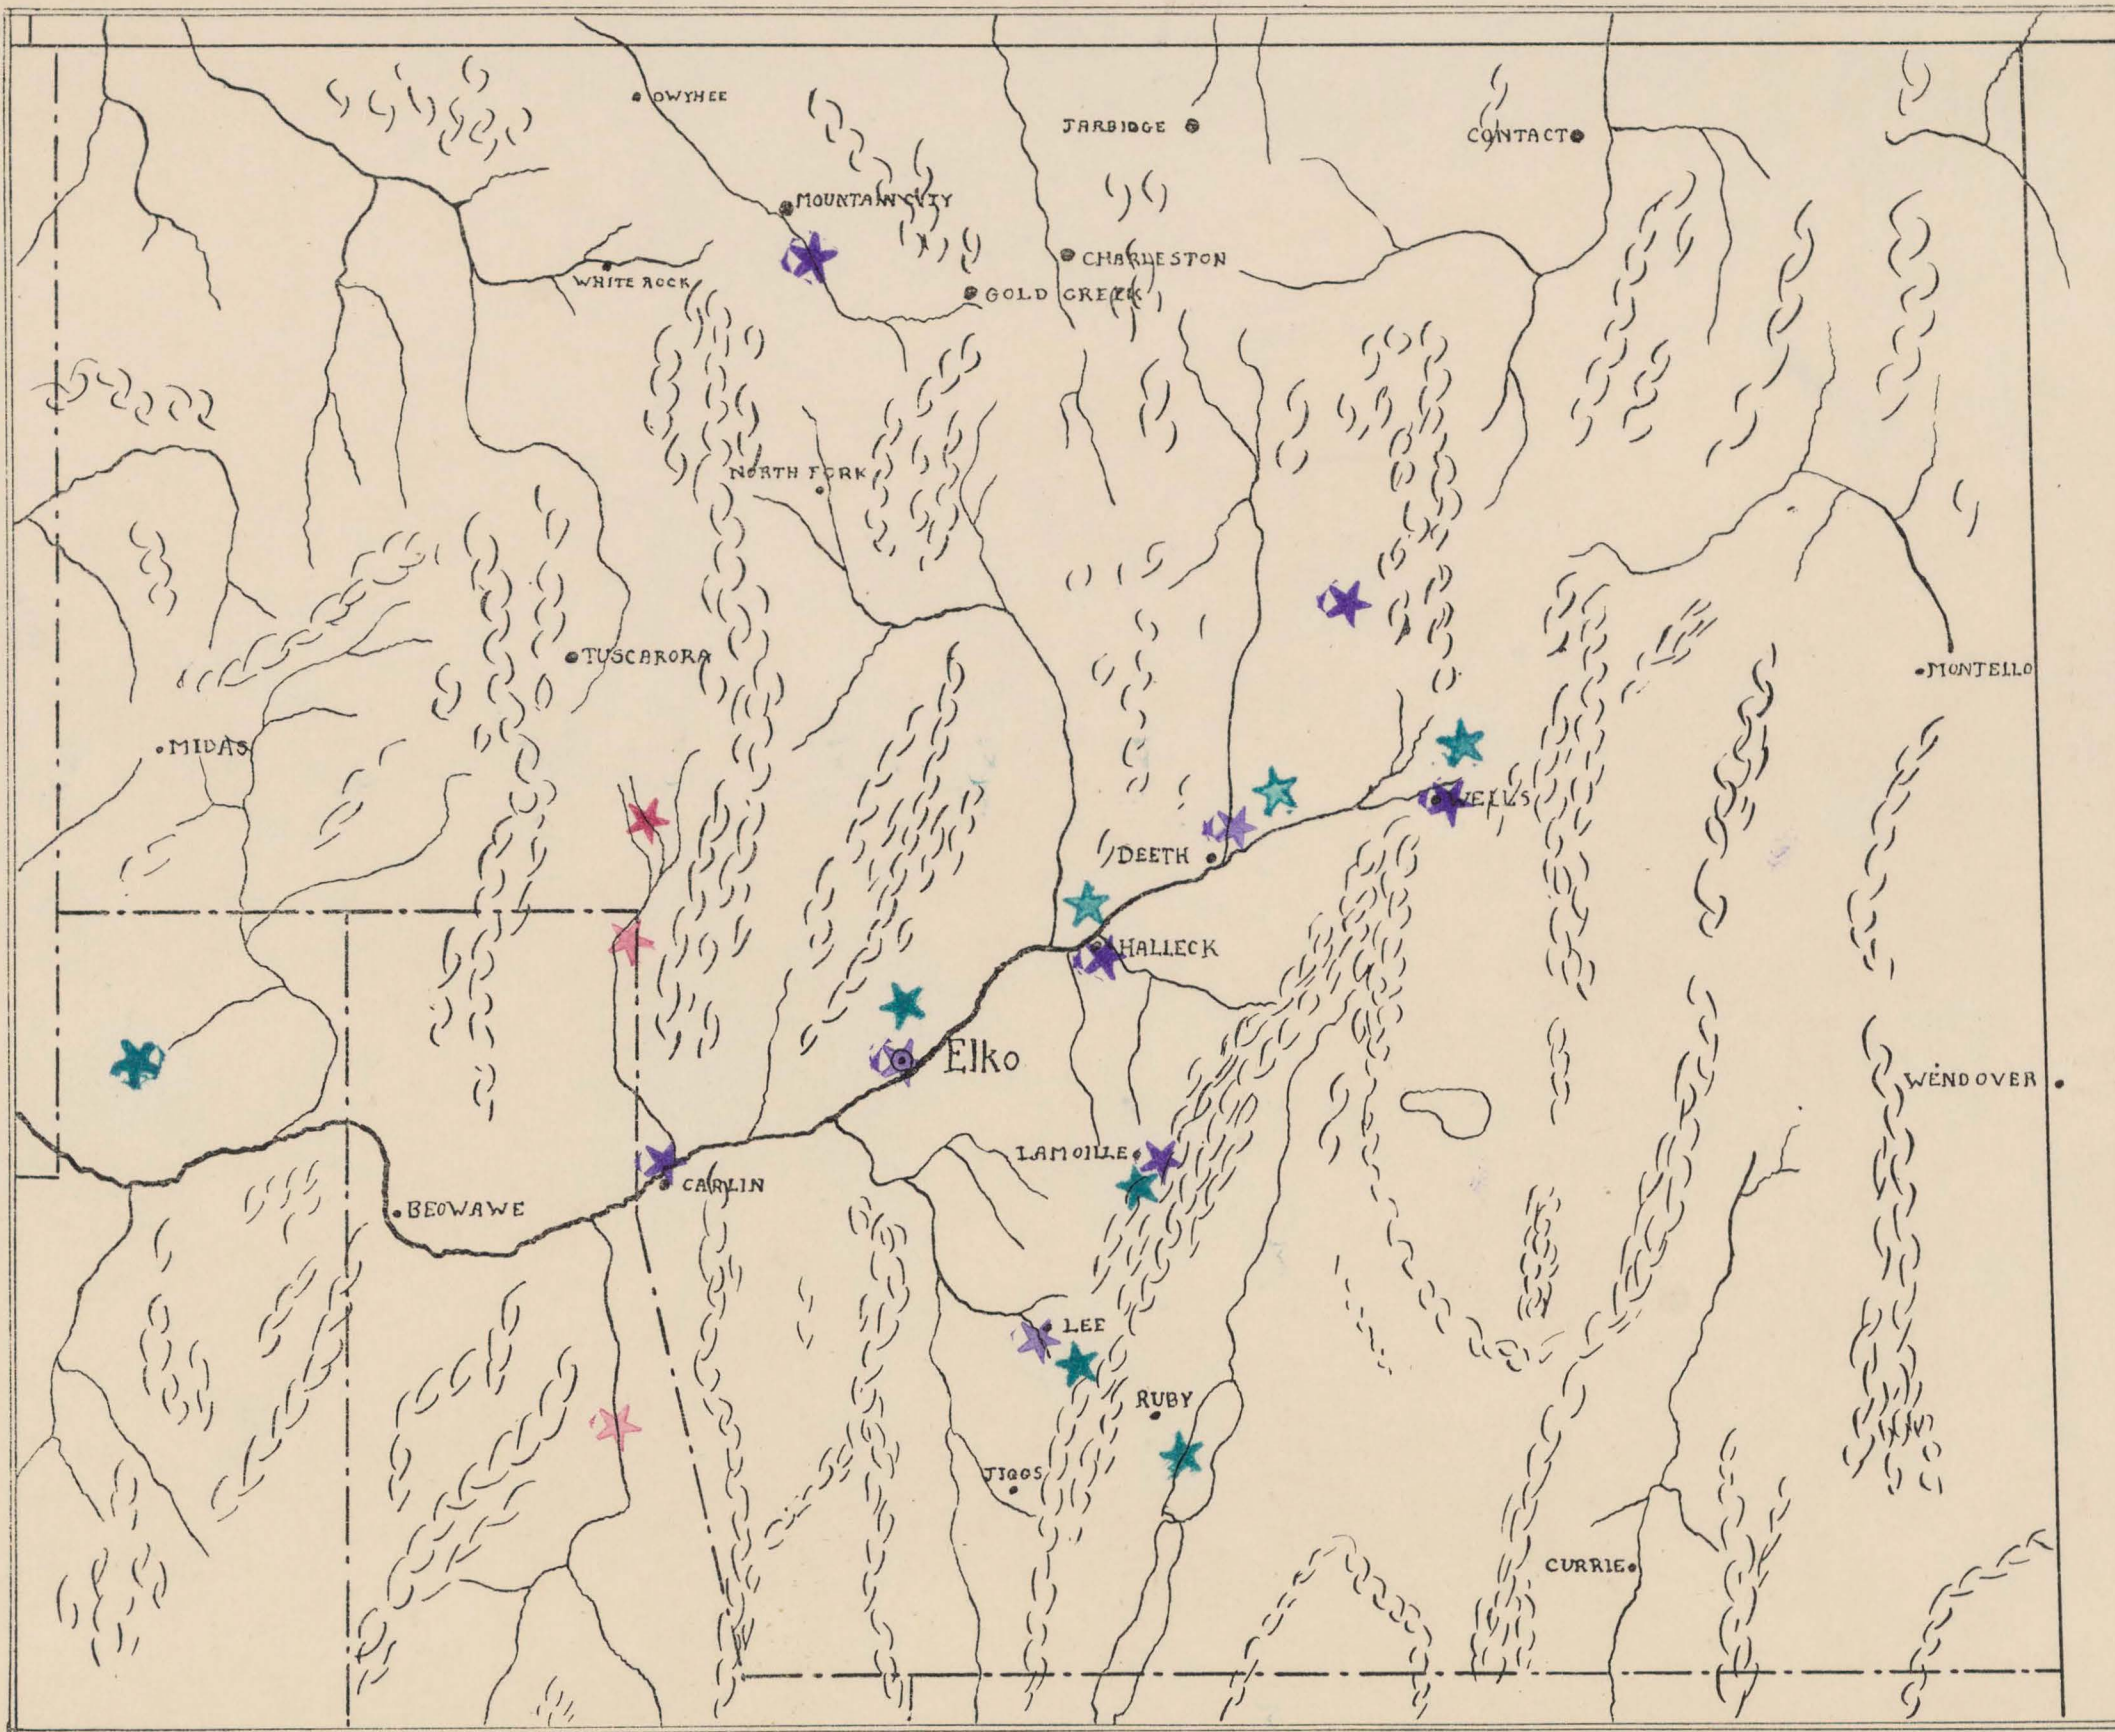 OWYHEE
JARBIDGE
CONTACT
MOUNTAIN CITY
CHARLESTON
WHITE ROCK
GOLD CREEK
NORTH FORK
TUSCARORA
MONTELLO
MIDAS
WELLS
DEETH
HALLECK
Elko
WENDOVER
LAMOILLE
CARLIN
BEOWAWE
LEE
RUBY
JIGGS
CURRIE